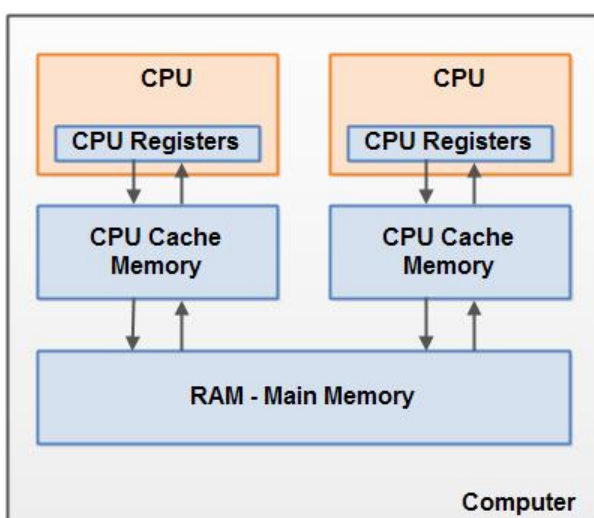 CPU
CPU
CPU Registers
CPU Registers
CPU Cache
Memory
CPU Cache
Memory
RAM - Main Memory
Computer